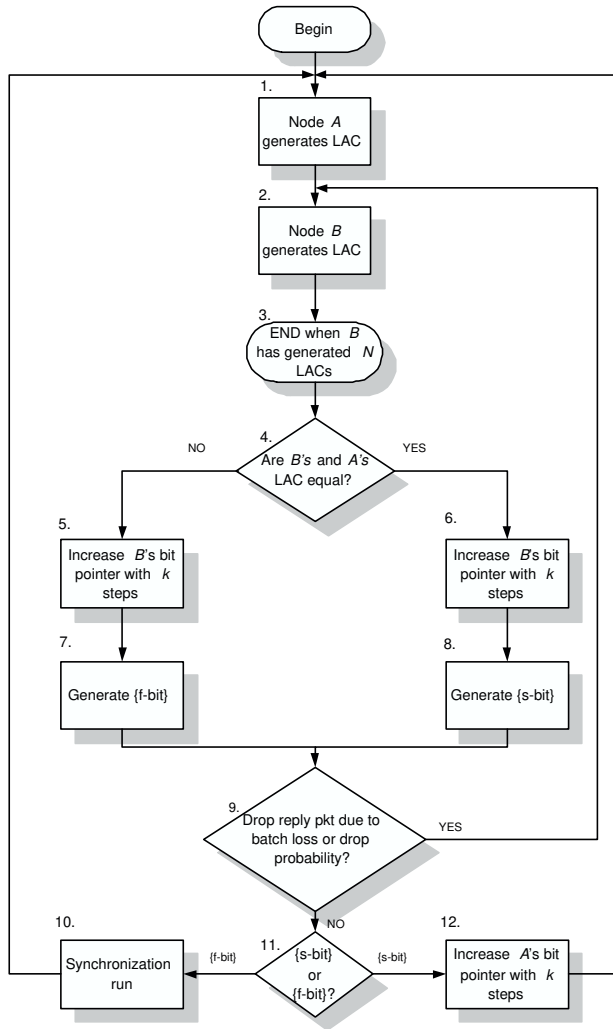 Begin
1.
Node A
generates LAC
2.
Node B
generates LAC
3.
END when B
has generated N
LACs
4.
Are B's and A's
LAC equal?
NO
YES
5.
Increase B's bit
pointer with k
steps
6.
Increase B's bit
pointer with k
steps
7.
Generate {f-bit}
8.
Generate {s-bit}
9.
Drop reply pkt due to
batch loss or drop
probability?
YES
NO
10.
Synchronization
run
{f-bit}
11.
{s-bit}
or
{f-bit}?
{s-bit}
12.
Increase A's bit
pointer with k
steps